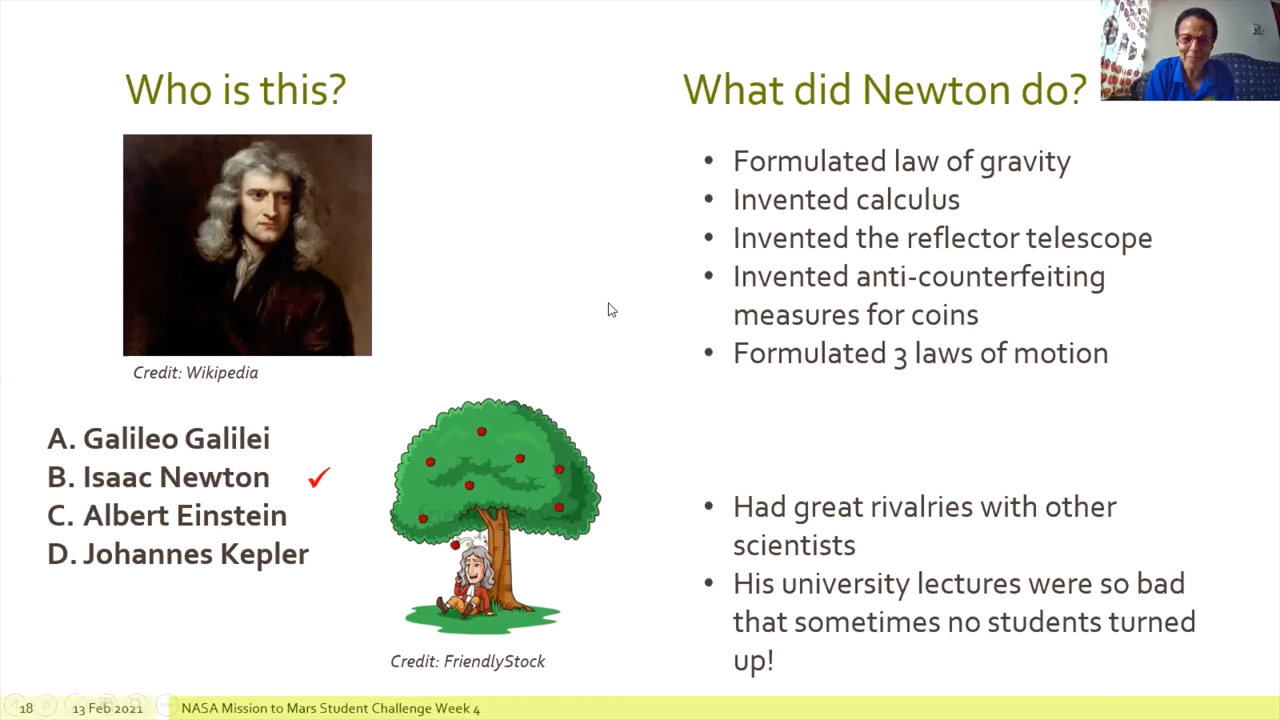 Who is this?
Credit: Wikipedia
A. Galileo Galilei
B. Isaac Newton ✓
C. Albert Einstein
D. Johannes Kepler
Credit: FriendlyStock
What did Newton do?
• Formulated law of gravity
• Invented calculus
• Invented the reflector telescope
• Invented anti-counterfeiting
measures for coins
• Formulated 3 laws of motion
• Had great rivalries with other
scientists
• His university lectures were so bad
that sometimes no students turned
up!
18 13 Feb 2021 NASA Mission to Mars Student Challenge Week 4